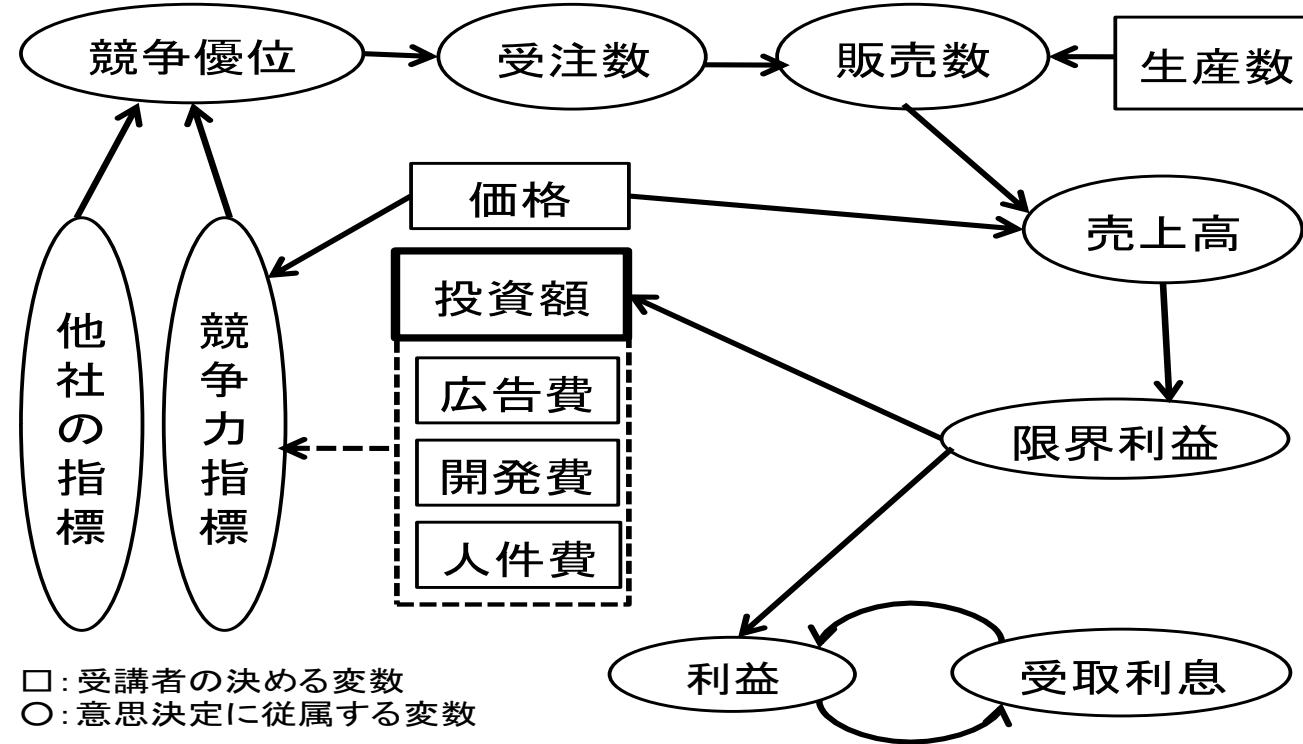 競争優位
受注数
販売数
生産数
価格
売上高
投資額
他社の指標
競争力指標
広告費
限界利益
開発費
人件費
利益
受取利息
□：受講者の決める変数
○：意思決定に従属する変数